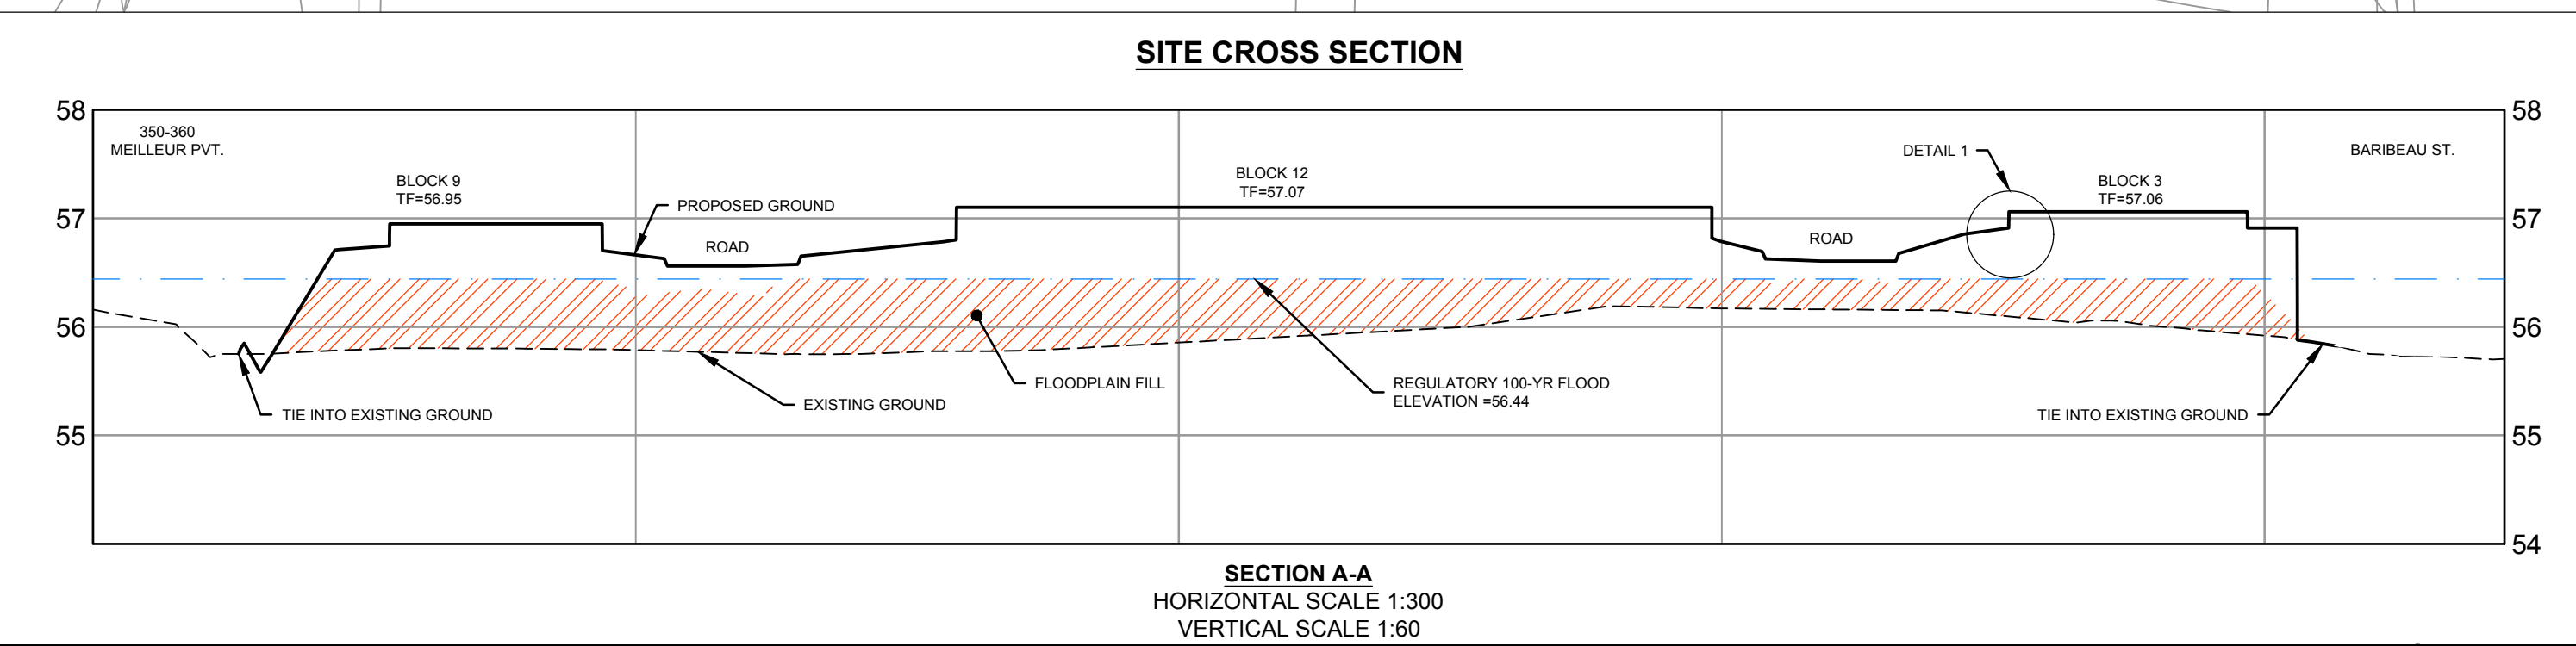 SITE CROSS SECTION
58
58
350-360
MEILLEUR PVT.
DETAIL 1
BARIBEAU ST.
BLOCK 9
TF=56.95
BLOCK 12
TF=57.07
BLOCK 3
TF=57.06
57
57
PROPOSED GROUND
ROAD
ROAD
56
56
FLOODPLAIN FILL
REGULATORY 100-YR FLOOD
ELEVATION =56.44
EXISTING GROUND
TIE INTO EXISTING GROUND
TIE INTO EXISTING GROUND
55
55
54
SECTION A-A
HORIZONTAL SCALE 1:300
VERTICAL SCALE 1:60